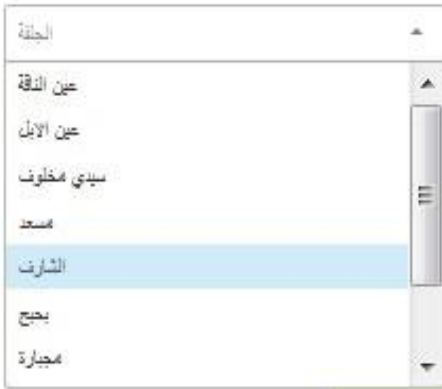 الجلفة
عين الناقة
عين الابل
سيدي مخلوف
مسعد
الشارف
بحبح
مجبارة